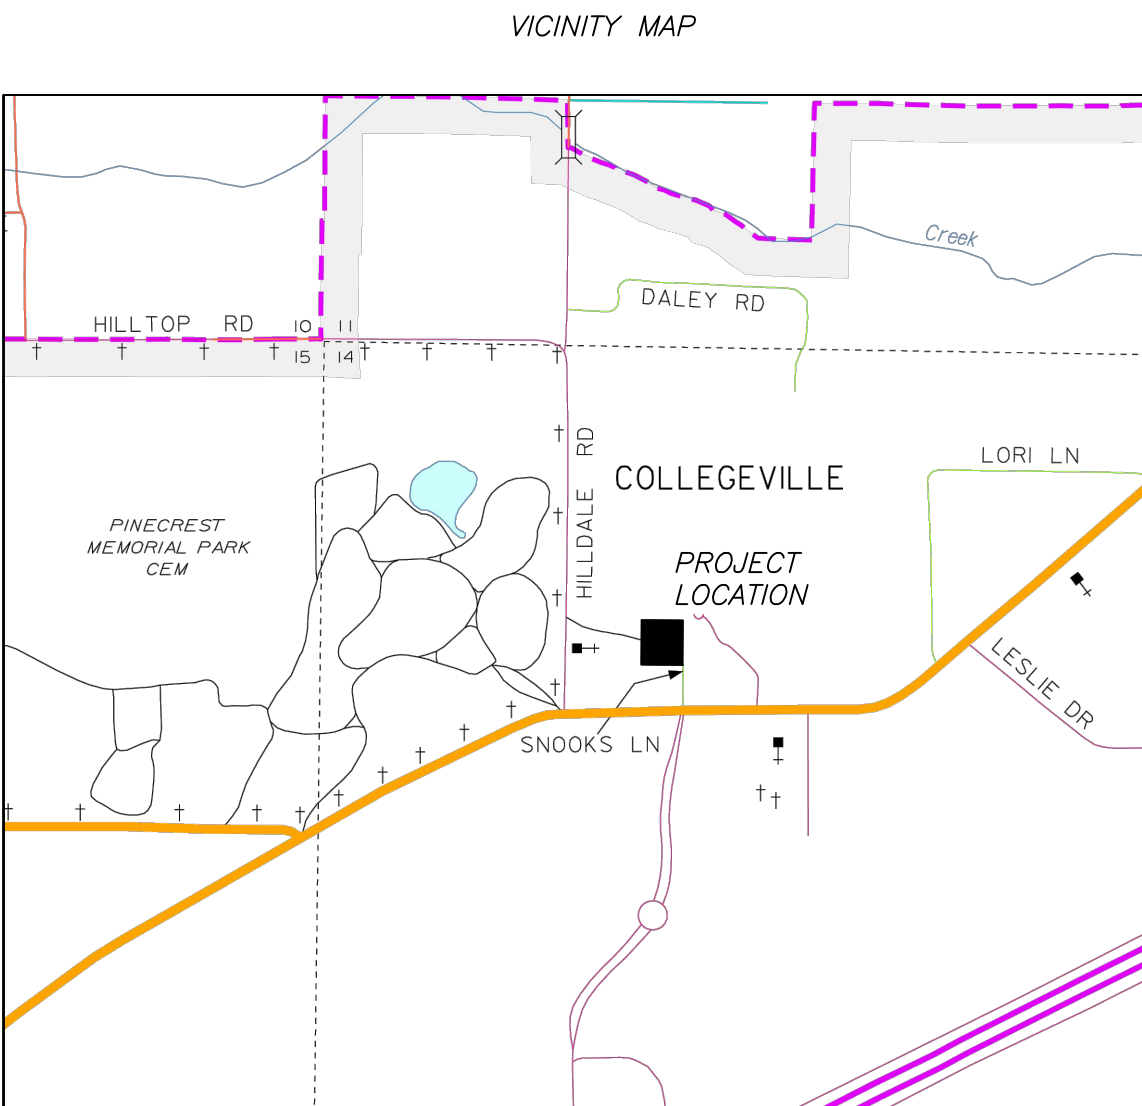 VICINITY MAP
Creek
DALEY RD
HILLTOP RD
10 11
15 14
HILLDALE RD
LORI LN
COLLEGEVILLE
PINECREST
MEMORIAL PARK
CEM
PROJECT
LOCATION
LESLIE DR
SNOOKS LN